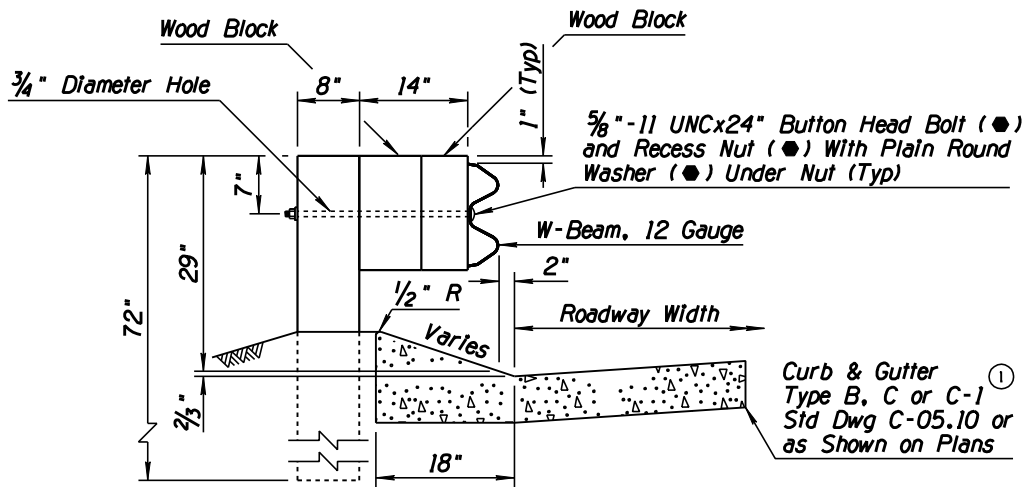 Wood Block
Wood Block
3/4" Diameter Hole
8"
14"
1" (Typ)
5/8"-11 UNCx24" Button Head Bolt (⬣)
and Recess Nut (⬣) With Plain Round
Washer (⬣) Under Nut (Typ)
7"
W-Beam, 12 Gauge
29"
2"
72"
1/2" R
Roadway Width
Varies
2/3"
Curb & Gutter ①
Type B, C or C-1
Std Dwg C-05.10 or
as Shown on Plans
18"